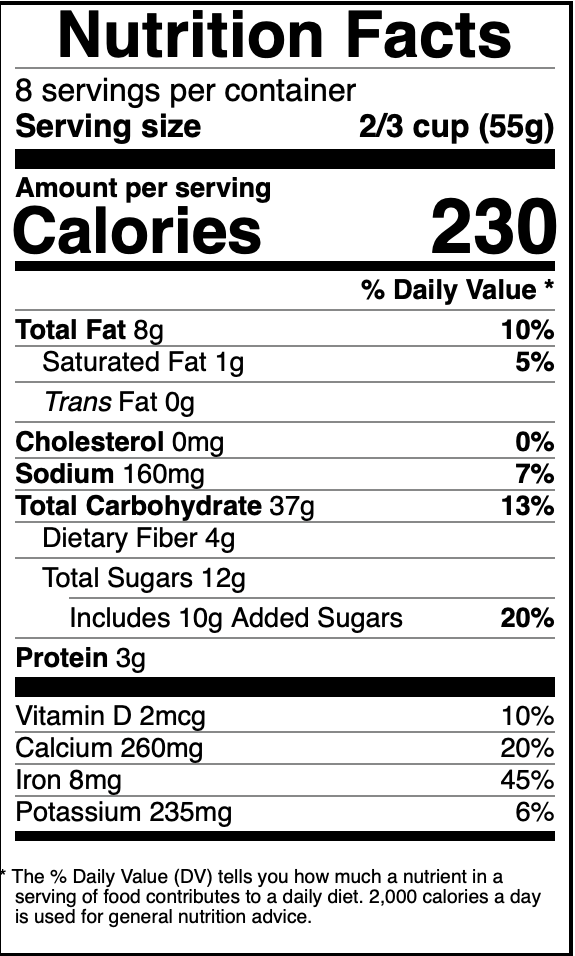 Nutrition Facts
8 servings per container
Serving size 2/3 cup (55g)
Amount per serving
Calories 230
% Daily Value *
Total Fat 8g 10%
Saturated Fat 1g 5%
Trans Fat 0g
Cholesterol 0mg 0%
Sodium 160mg 7%
Total Carbohydrate 37g 13%
Dietary Fiber 4g
Total Sugars 12g
Includes 10g Added Sugars 20%
Protein 3g
Vitamin D 2mcg 10%
Calcium 260mg 20%
Iron 8mg 45%
Potassium 235mg 6%
* The % Daily Value (DV) tells you how much a nutrient in a
serving of food contributes to a daily diet. 2,000 calories a day
is used for general nutrition advice.